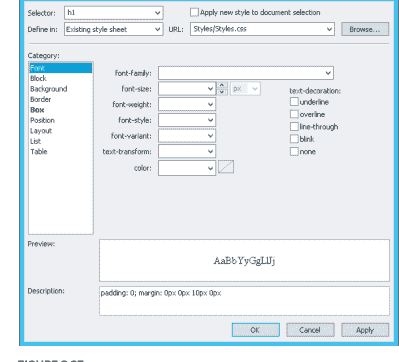 Selector: h1 Apply new style to document selection
Define in: Existing style sheet URL: Styles/Styles.css Browse...
Category:
Font
Block
Background
Border
Box
Position
Layout
List
Table
font-family:
font-size: px
font-weight:
font-style:
font-variant:
text-transform:
color:
text-decoration:
underline
overline
line-through
blink
none
Preview:
AaBbYyGgLlJj
Description:
padding: 0; margin: 0px 0px 10px 0px
OK Cancel Apply